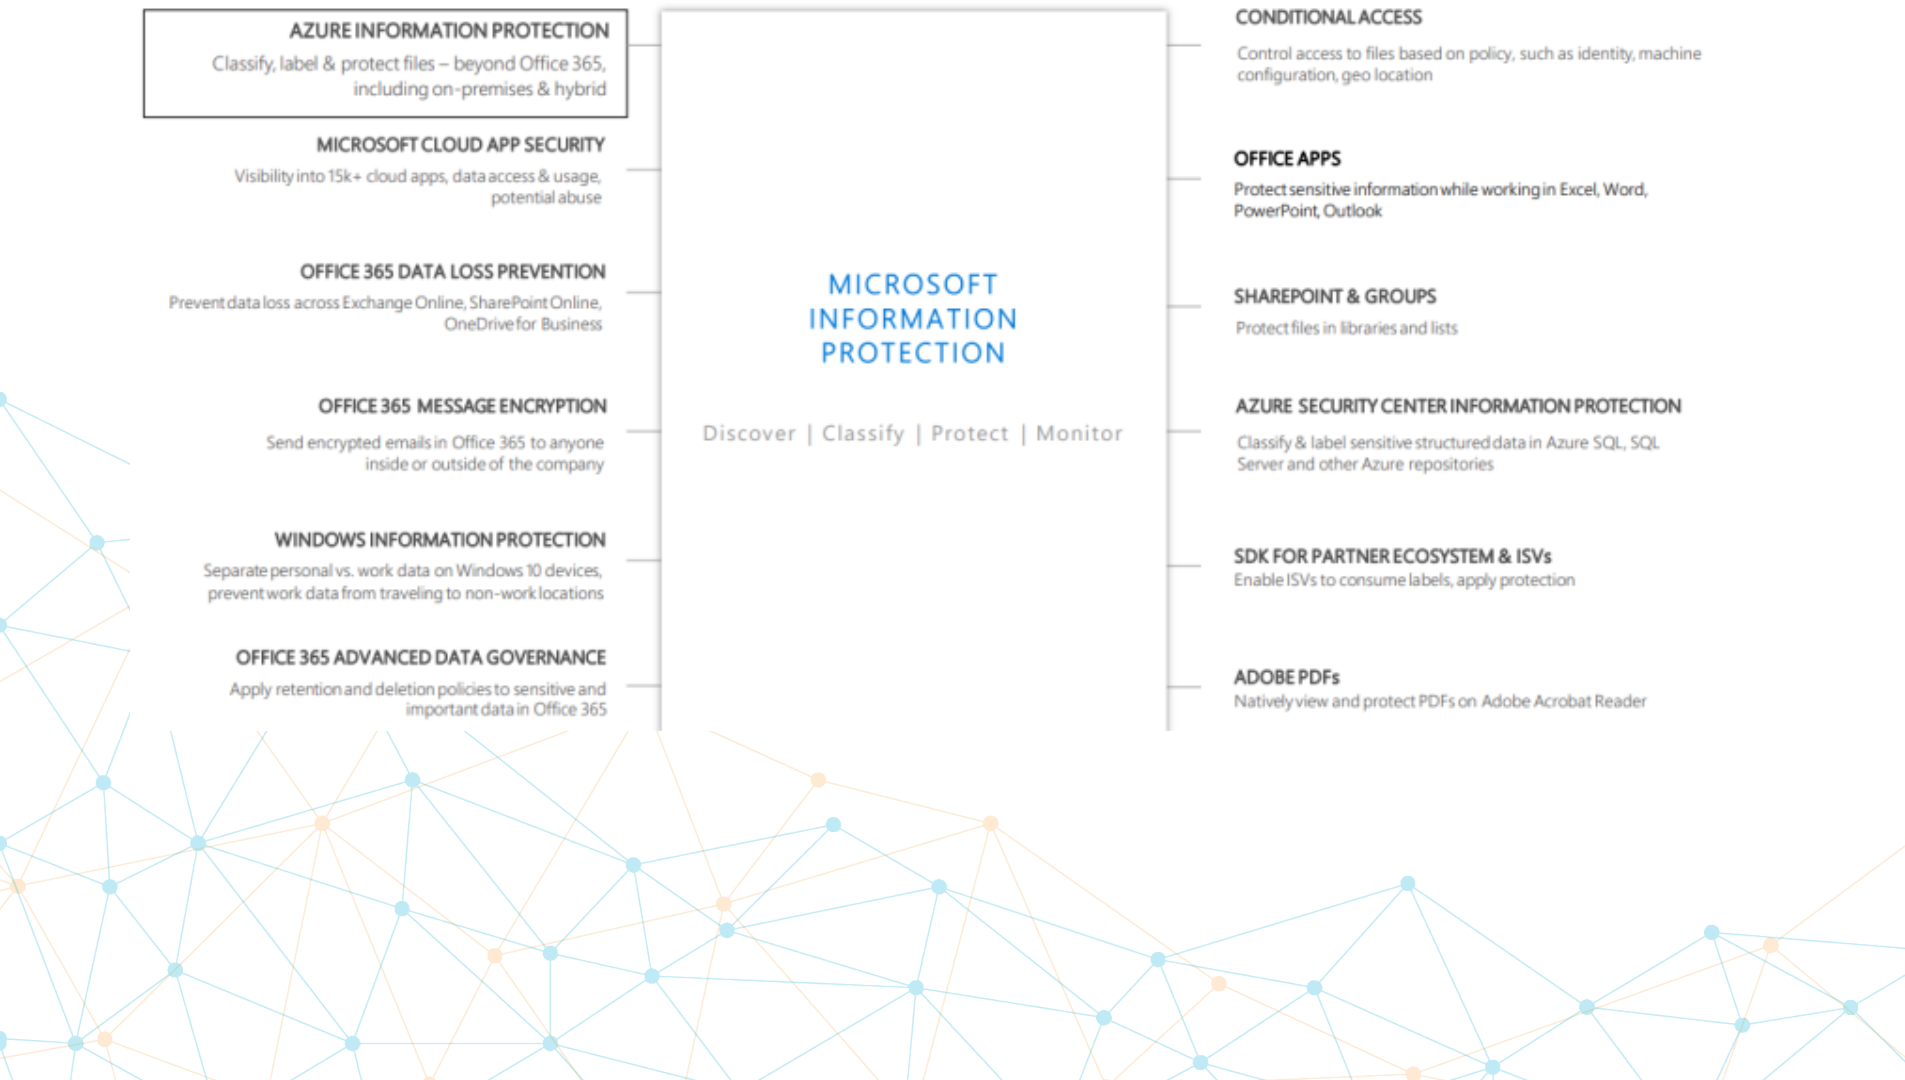 AZURE INFORMATION PROTECTION
Classify, label & protect files – beyond Office 365,
including on-premises & hybrid
MICROSOFT CLOUD APP SECURITY
Visibility into 15k+ cloud apps, data access & usage,
potential abuse
OFFICE 365 DATA LOSS PREVENTION
Prevent data loss across Exchange Online, SharePoint Online,
OneDrive for Business
OFFICE 365 MESSAGE ENCRYPTION
Send encrypted emails in Office 365 to anyone
inside or outside of the company
WINDOWS INFORMATION PROTECTION
Separate personal vs. work data on Windows 10 devices,
prevent work data from traveling to non-work locations
OFFICE 365 ADVANCED DATA GOVERNANCE
Apply retention and deletion policies to sensitive and
important data in Office 365
MICROSOFT
INFORMATION
PROTECTION
Discover | Classify | Protect | Monitor
CONDITIONAL ACCESS
Control access to files based on policy, such as identity, machine
configuration, geo location
OFFICE APPS
Protect sensitive information while working in Excel, Word,
PowerPoint, Outlook
SHAREPOINT & GROUPS
Protect files in libraries and lists
AZURE SECURITY CENTER INFORMATION PROTECTION
Classify & label sensitive structured data in Azure SQL, SQL
Server and other Azure repositories
SDK FOR PARTNER ECOSYSTEM & ISVs
Enable ISVs to consume labels, apply protection
ADOBE PDFs
Natively view and protect PDFs on Adobe Acrobat Reader